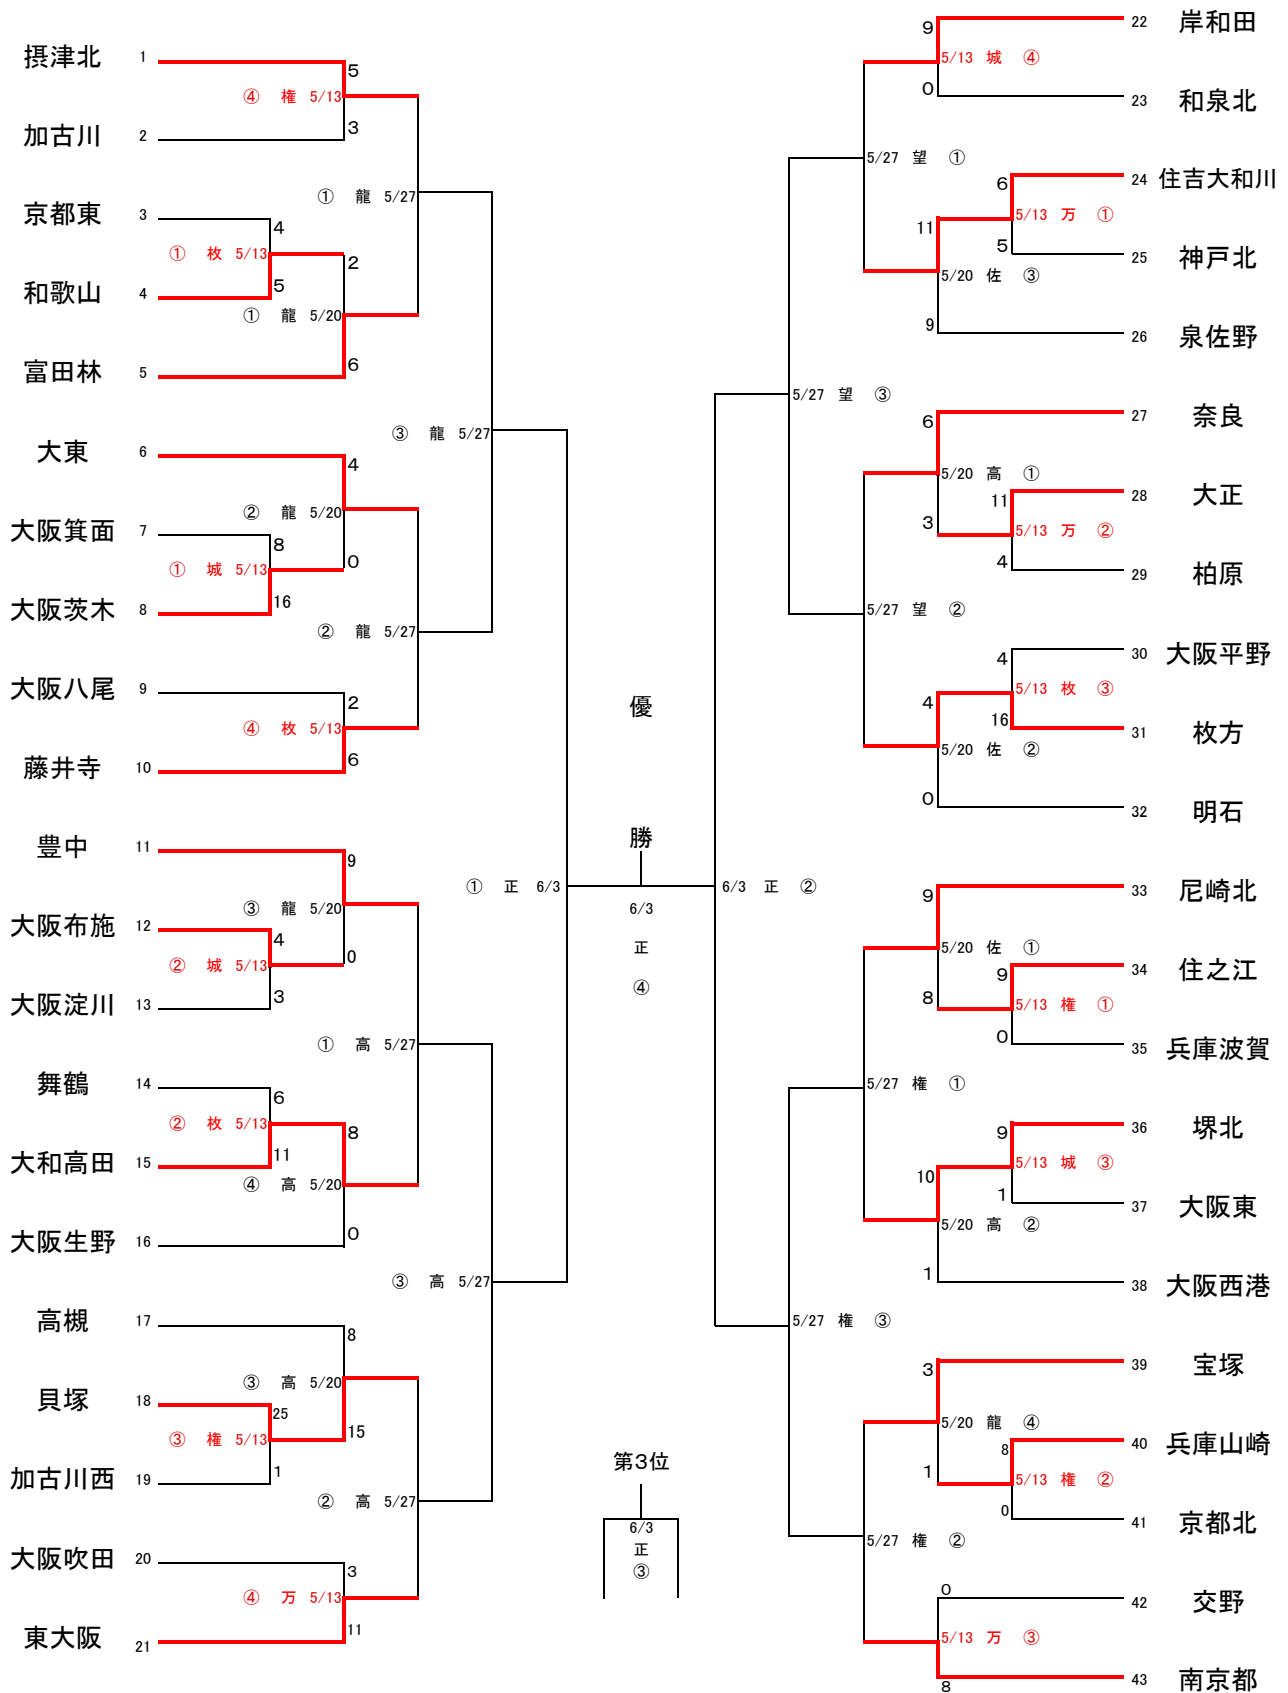 摂津北 1
5
④ 権 5/13
3
加古川 2
① 龍 5/27
京都東 3
4
① 枚 5/13
2
5
和歌山 4
① 龍 5/20
6
富田林 5
③ 龍 5/27
大東 6
4
② 龍 5/20
大阪箕面 7
8
0
① 城 5/13
16
大阪茨木 8
② 龍 5/27
大阪八尾 9
2
④ 枚 5/13
6
藤井寺 10
豊中 11
9
③ 龍 5/20
大阪布施 12
4
0
② 城 5/13
3
大阪淀川 13
① 高 5/27
舞鶴 14
6
② 枚 5/13
8
11
大和高田 15
④ 高 5/20
0
大阪生野 16
③ 高 5/27
高槻 17
8
③ 高 5/20
貝塚 18
25
15
③ 権 5/13
1
加古川西 19
② 高 5/27
大阪吹田 20
3
④ 万 5/13
11
東大阪 21
優
勝
① 正 6/3
6/3 正 ②
6/3
正
④
第3位
6/3
正
③
9
22 岸和田
5/13 城 ④
0
23 和泉北
5/27 望 ①
6
24 住吉大和川
5/13 万 ①
11
5
25 神戸北
5/20 佐 ③
9
26 泉佐野
5/27 望 ③
6
27 奈良
5/20 高 ①
11
28 大正
3
5/13 万 ②
4
29 柏原
5/27 望 ②
4
30 大阪平野
5/13 枚 ③
4
16
31 枚方
5/20 佐 ②
0
32 明石
9
33 尼崎北
5/20 佐 ①
9
34 住之江
8
5/13 権 ①
0
35 兵庫波賀
5/27 権 ①
9
36 堺北
5/13 城 ③
10
1
37 大阪東
5/20 高 ②
1
38 大阪西港
5/27 権 ③
3
39 宝塚
5/20 龍 ④
8
40 兵庫山崎
1
5/13 権 ②
0
41 京都北
5/27 権 ②
0
42 交野
5/13 万 ③
8
43 南京都